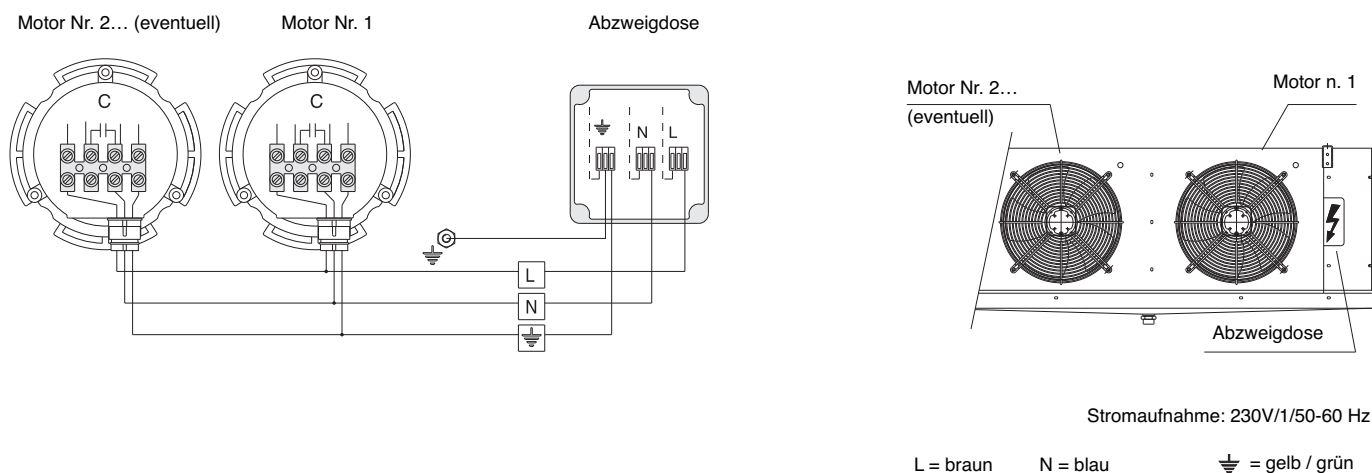 Motor Nr. 2… (eventuell)
Motor Nr. 1
Abzweigdose
C
C
N
L
L
N
Motor Nr. 2…
(eventuell)
Motor n. 1
Abzweigdose
Stromaufnahme: 230V/1/50-60 Hz
L = braun
N = blau
⏚ = gelb / grün